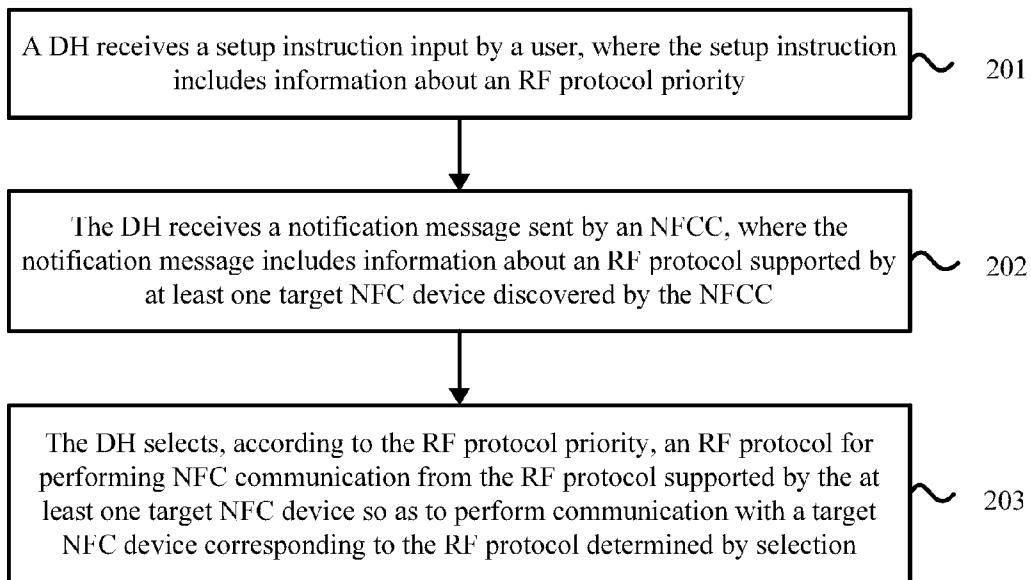 A DH receives a setup instruction input by a user, where the setup instruction
includes information about an RF protocol priority
201
The DH receives a notification message sent by an NFCC, where the
notification message includes information about an RF protocol supported by
at least one target NFC device discovered by the NFCC
202
The DH selects, according to the RF protocol priority, an RF protocol for
performing NFC communication from the RF protocol supported by the at
least one target NFC device so as to perform communication with a target
NFC device corresponding to the RF protocol determined by selection
203